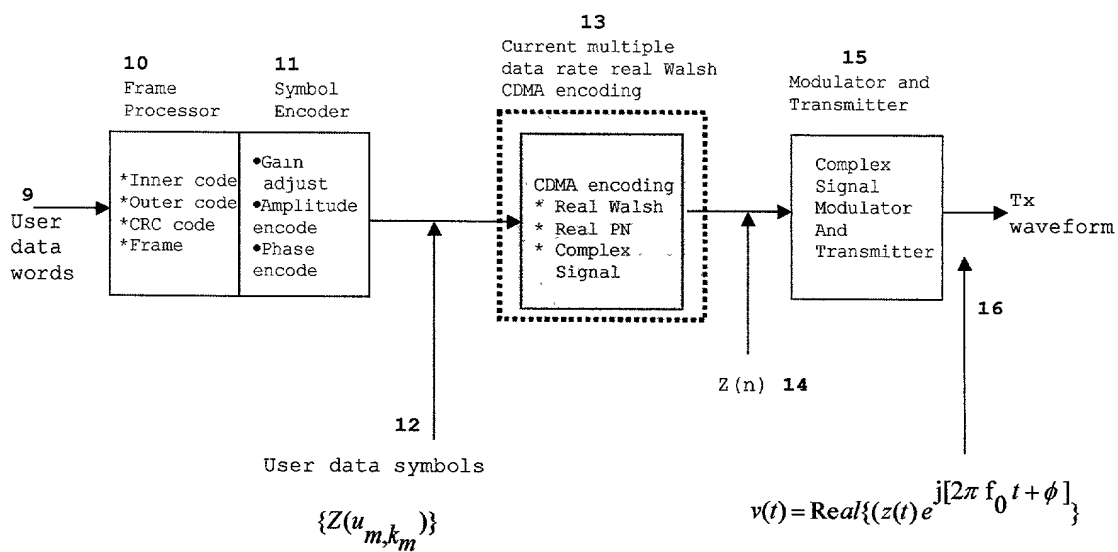 13
Current multiple
data rate real Walsh
CDMA encoding
10
Frame
Processor
11
Symbol
Encoder
15
Modulator and
Transmitter
9
User
data
words
*Inner code
*Outer code
*CRC code
*Frame
•Gain
adjust
•Amplitude
encode
•Phase
encode
CDMA encoding
* Real Walsh
* Real PN
* Complex
Signal
Complex
Signal
Modulator
And
Transmitter
Tx
waveform
16
Z(n) 14
12
User data symbols
{Z(u_{m,k_m})}
v(t) = Real{(z(t) e^{j[2π f_0 t + ϕ]}}